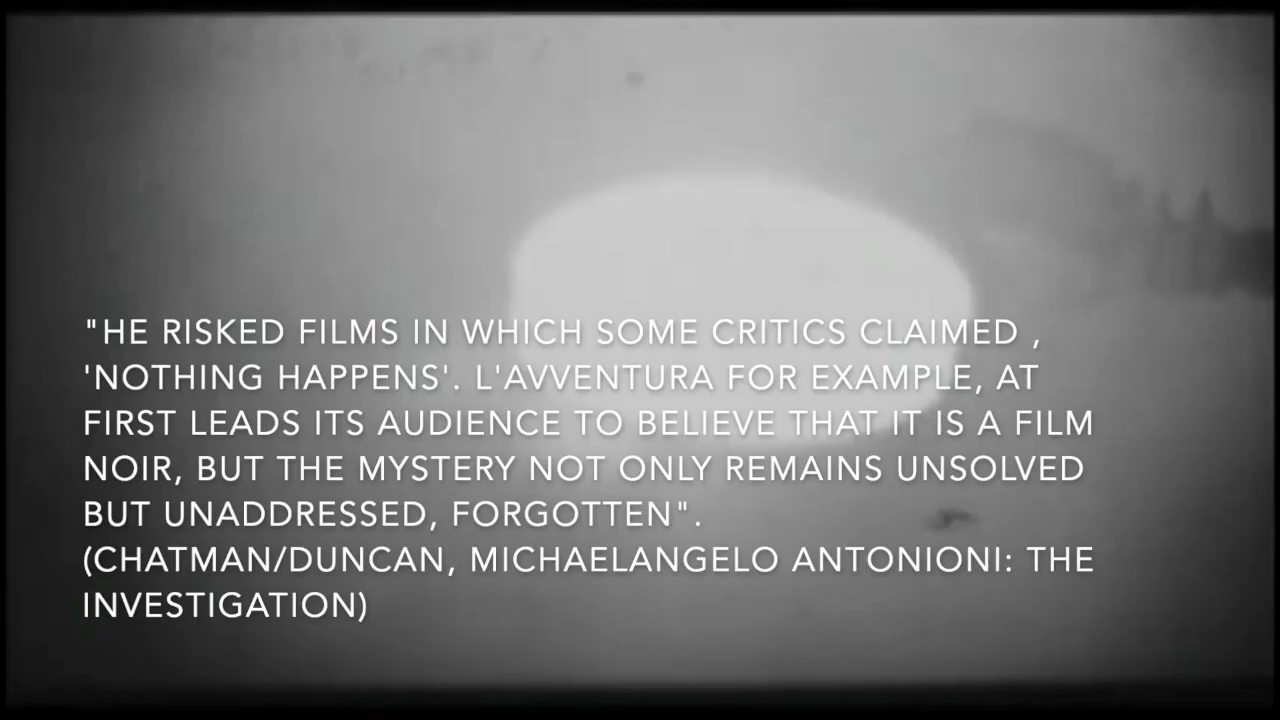 "HE RISKED FILMS IN WHICH SOME CRITICS CLAIMED ,
'NOTHING HAPPENS'. L'AVVENTURA FOR EXAMPLE, AT
FIRST LEADS ITS AUDIENCE TO BELIEVE THAT IT IS A FILM
NOIR, BUT THE MYSTERY NOT ONLY REMAINS UNSOLVED
BUT UNADDRESSED, FORGOTTEN".
(CHATMAN/DUNCAN, MICHAELANGELO ANTONIONI: THE
INVESTIGATION)